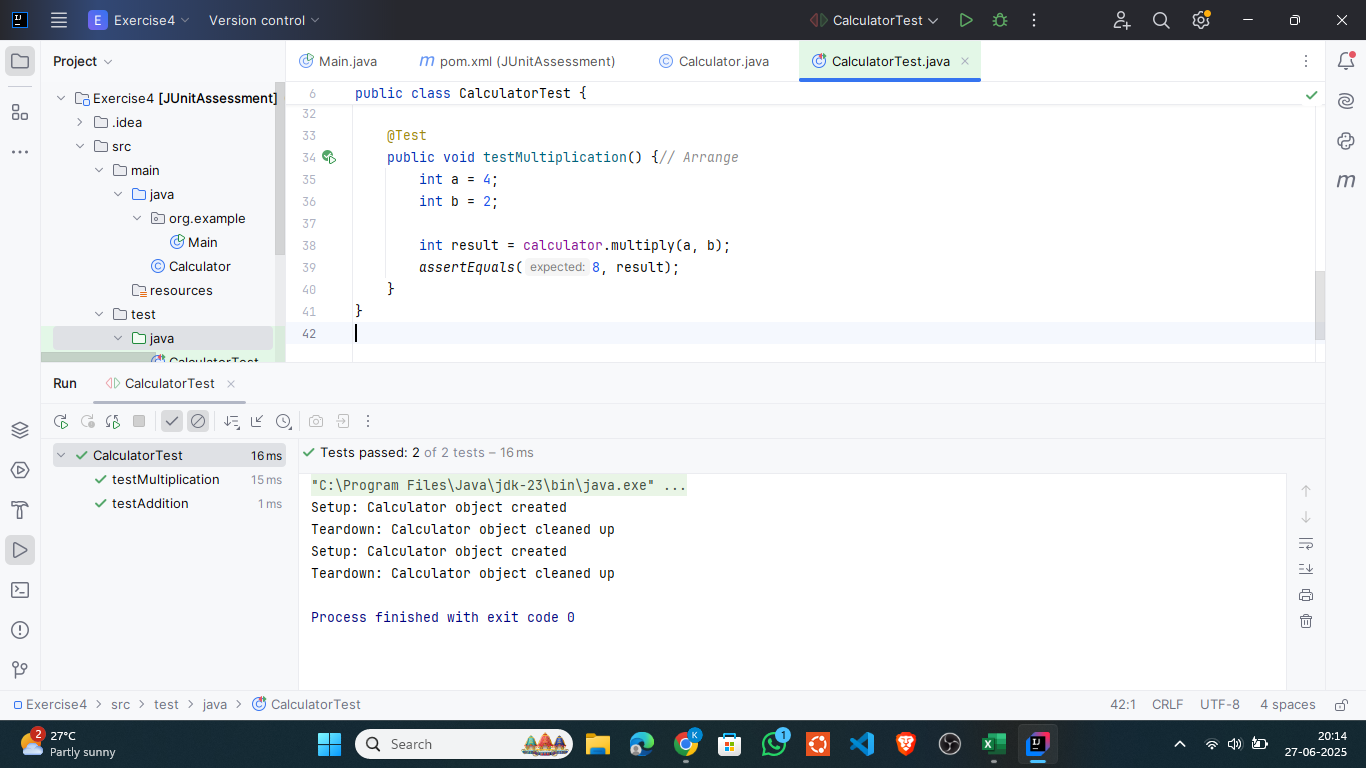 IJ E Exercise4 Version control CalculatorTest
Project Main.java m pom.xml (JUnitAssessment) Calculator.java CalculatorTest.java
Exercise4 [JUnitAssessment]
.idea
src
main
java
org.example
Main
Calculator
resources
test
java
CalculatorTest
6 public class CalculatorTest {
32
33 @Test
34 public void testMultiplication() {// Arrange
35 int a = 4;
36 int b = 2;
37
38 int result = calculator.multiply(a, b);
39 assertEquals( expected: 8, result);
40 }
41 }
42
m
Run CalculatorTest
CalculatorTest 16 ms
testMultiplication 15 ms
testAddition 1 ms
Tests passed: 2 of 2 tests – 16 ms
"C:\Program Files\Java\jdk-23\bin\java.exe" ...
Setup: Calculator object created
Teardown: Calculator object cleaned up
Setup: Calculator object created
Teardown: Calculator object cleaned up
Process finished with exit code 0
Exercise4 > src > test > java > CalculatorTest 42:1 CRLF UTF-8 4 spaces
2 27°C
Partly sunny
Search
K
1
IJ
20:14
27-06-2025